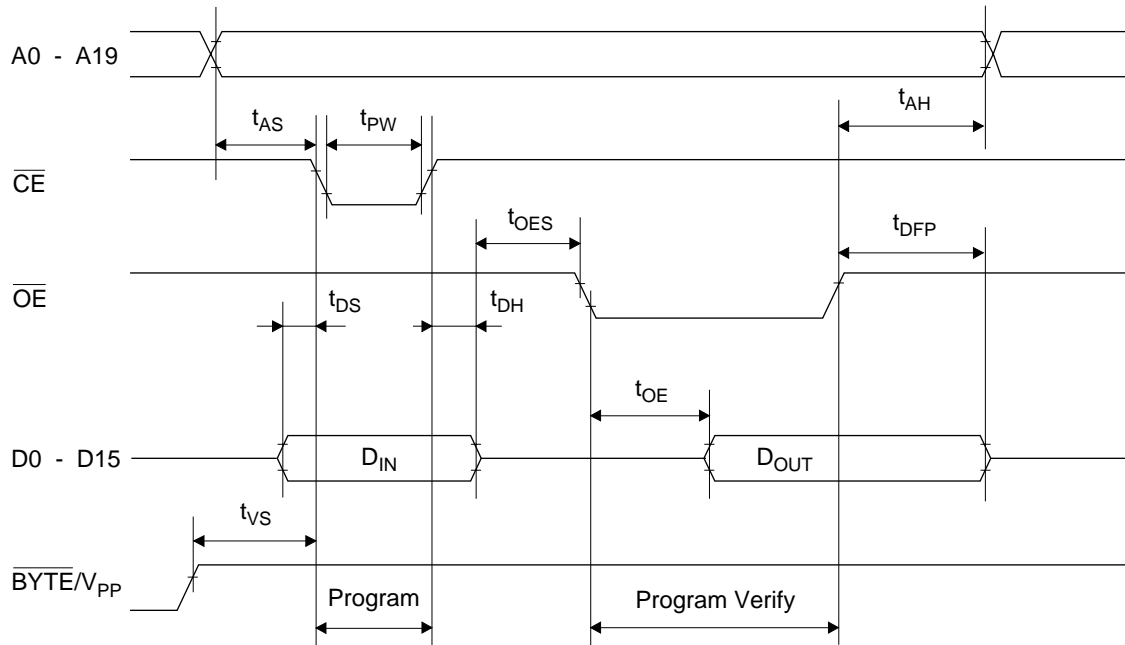 A0 - A19
tAH
tAS
tPW
CE
tOES
tDFP
OE
tDS
tDH
tOE
D0 - D15
DIN
DOUT
tVS
BYTE/VPP
Program
Program Verify